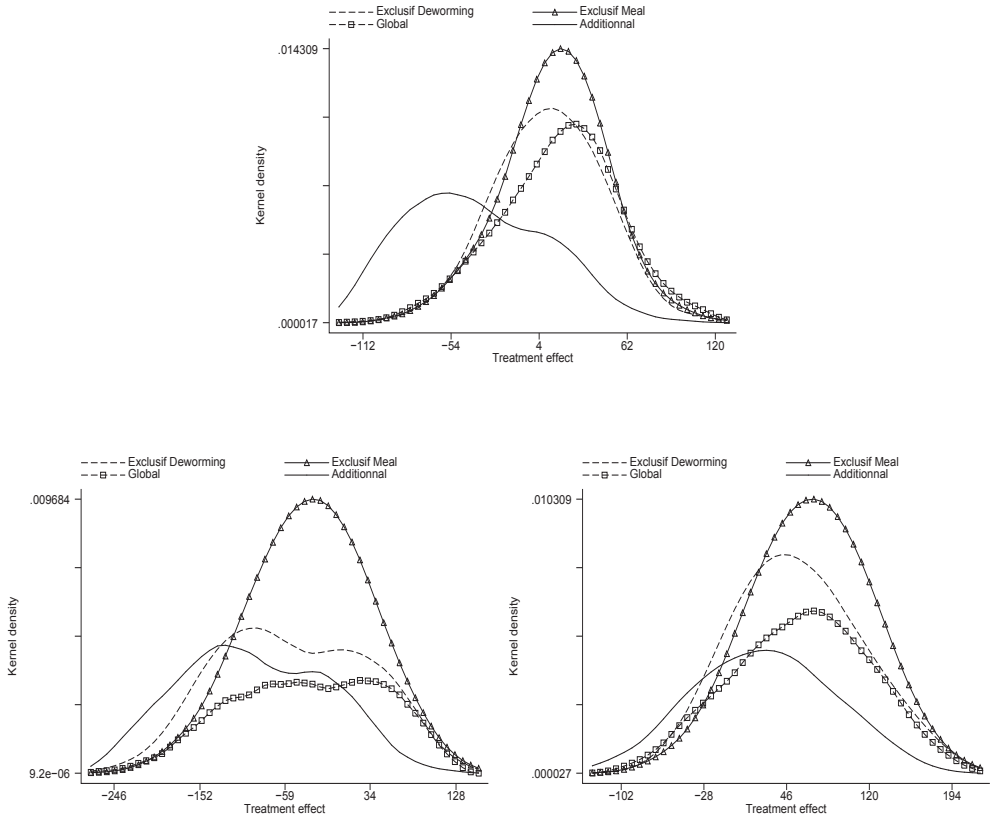 Exclusif Deworming Exclusif Meal
Global Additionnal
.014309
Kernel density
.000017
−112 −54 4 62 120
Treatment effect
Exclusif Deworming Exclusif Meal
Global Additionnal
.009684
Kernel density
9.2e−06
−246 −152 −59 34 128
Treatment effect
Exclusif Deworming Exclusif Meal
Global Additionnal
.010309
Kernel density
.000027
−102 −28 46 120 194
Treatment effect